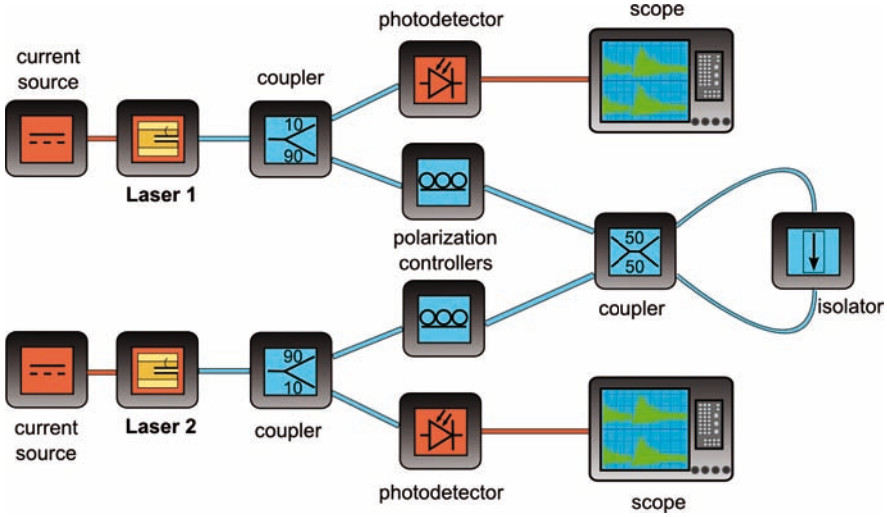 scope
photodetector
current
source
coupler
10
90
Laser 1
polarization
controllers
50
50
coupler
isolator
90
10
current
source
Laser 2
coupler
photodetector
scope